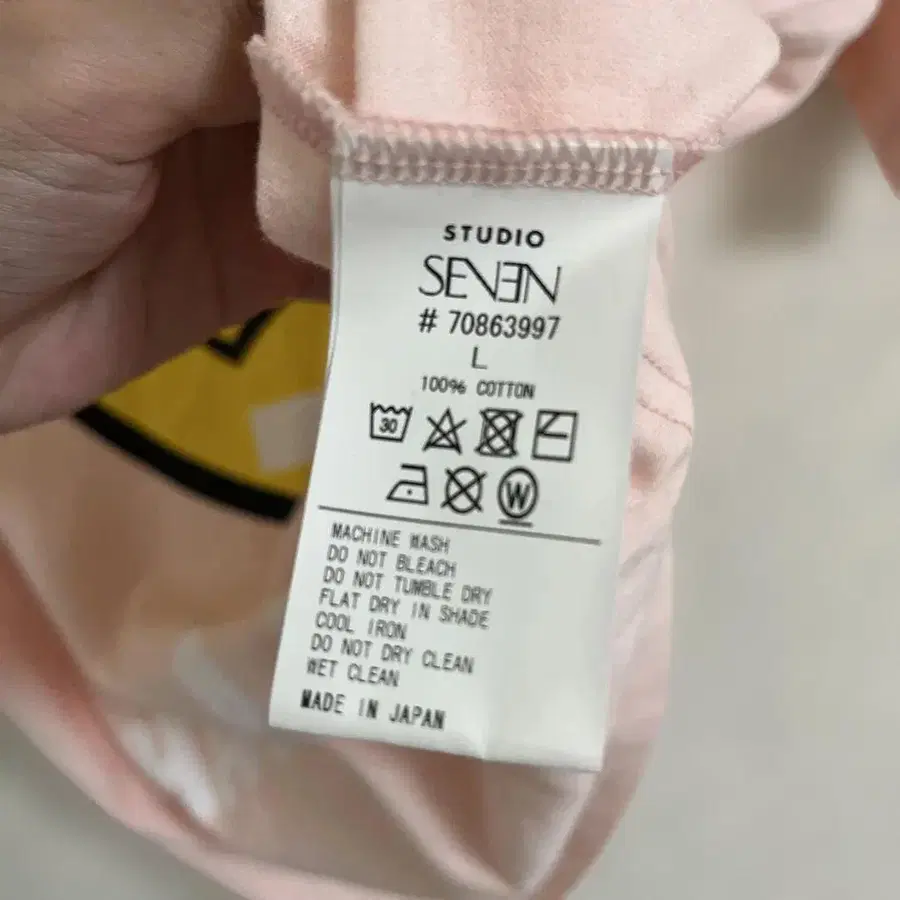 STUDIO
SEVEN
# 70863997
L
100% COTTON
30
W
MACHINE WASH
DO NOT BLEACH
DO NOT TUMBLE DRY
FLAT DRY IN SHADE
COOL IRON
DO NOT DRY CLEAN
WET CLEAN
MADE IN JAPAN